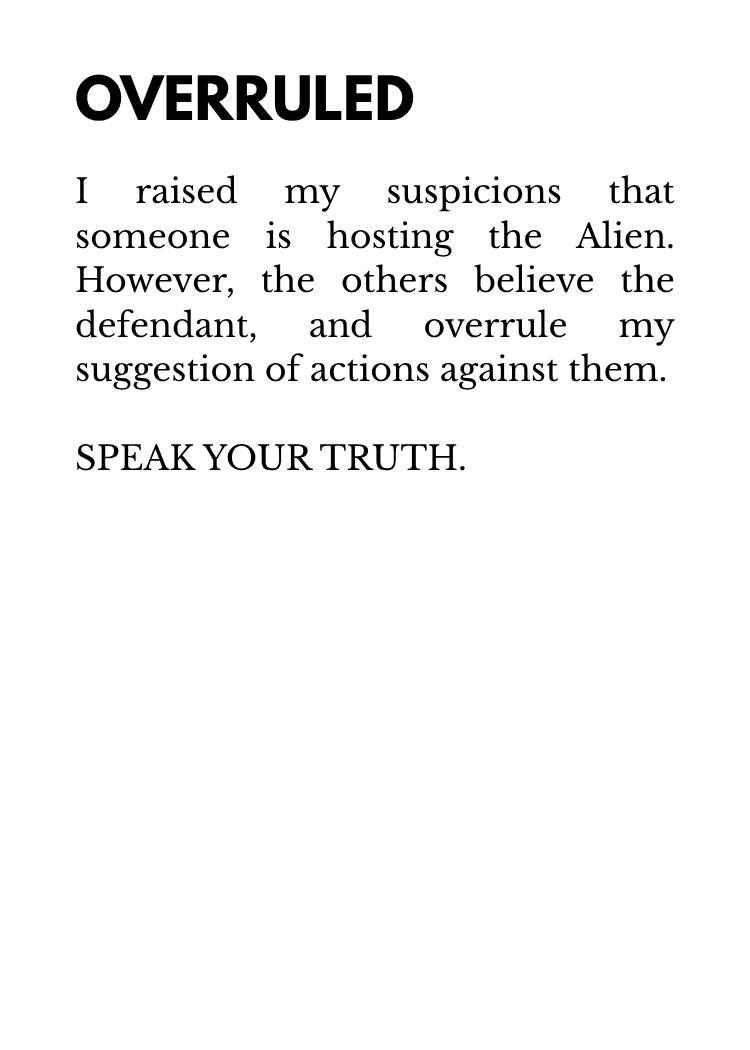 OVERRULED
I raised my suspicions that
someone is hosting the Alien.
However, the others believe the
defendant, and overrule my
suggestion of actions against them.
SPEAK YOUR TRUTH.